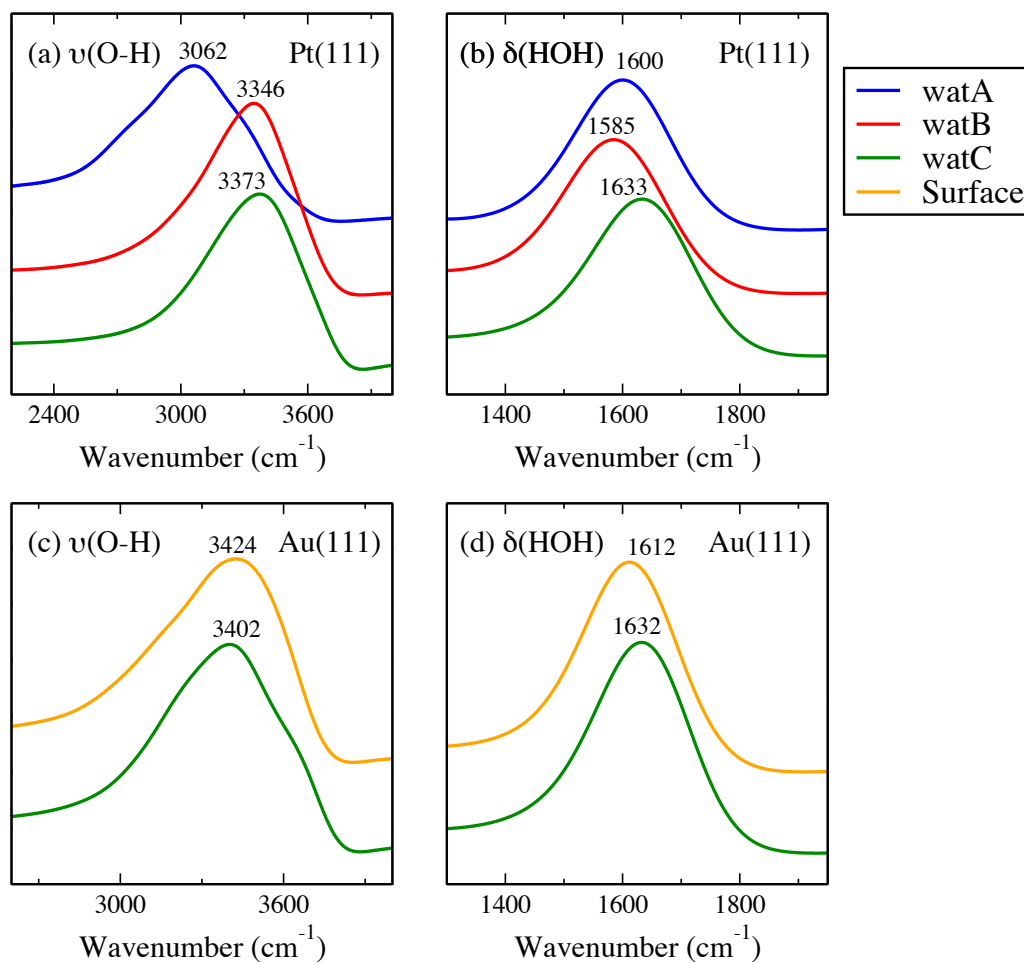 (a) υ(O-H) 3062 Pt(111)
3346
3373
2400 3000 3600
Wavenumber (cm⁻¹)
(b) δ(HOH) 1600 Pt(111)
1585
1633
1400 1600 1800
Wavenumber (cm⁻¹)
watA
watB
watC
Surface
(c) υ(O-H) 3424 Au(111)
3402
3000 3600
Wavenumber (cm⁻¹)
(d) δ(HOH) 1612 Au(111)
1632
1400 1600 1800
Wavenumber (cm⁻¹)